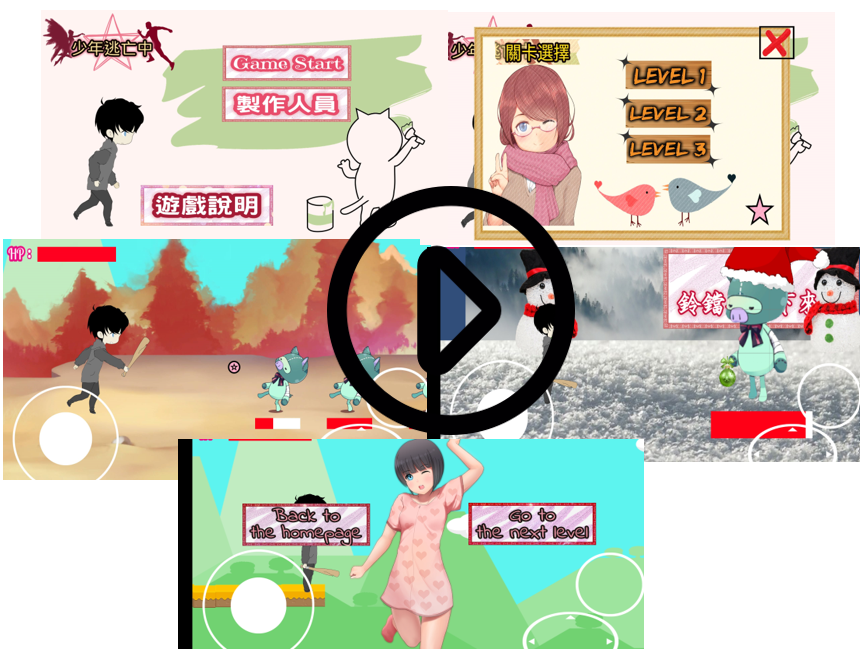 少年逃亡中
Game Start
製作人員
遊戲說明
少年
關卡選擇
LEVEL 1
LEVEL 2
LEVEL 3
HP:
鈴鐺
下來
Back to
the homepage
Go to
the next level